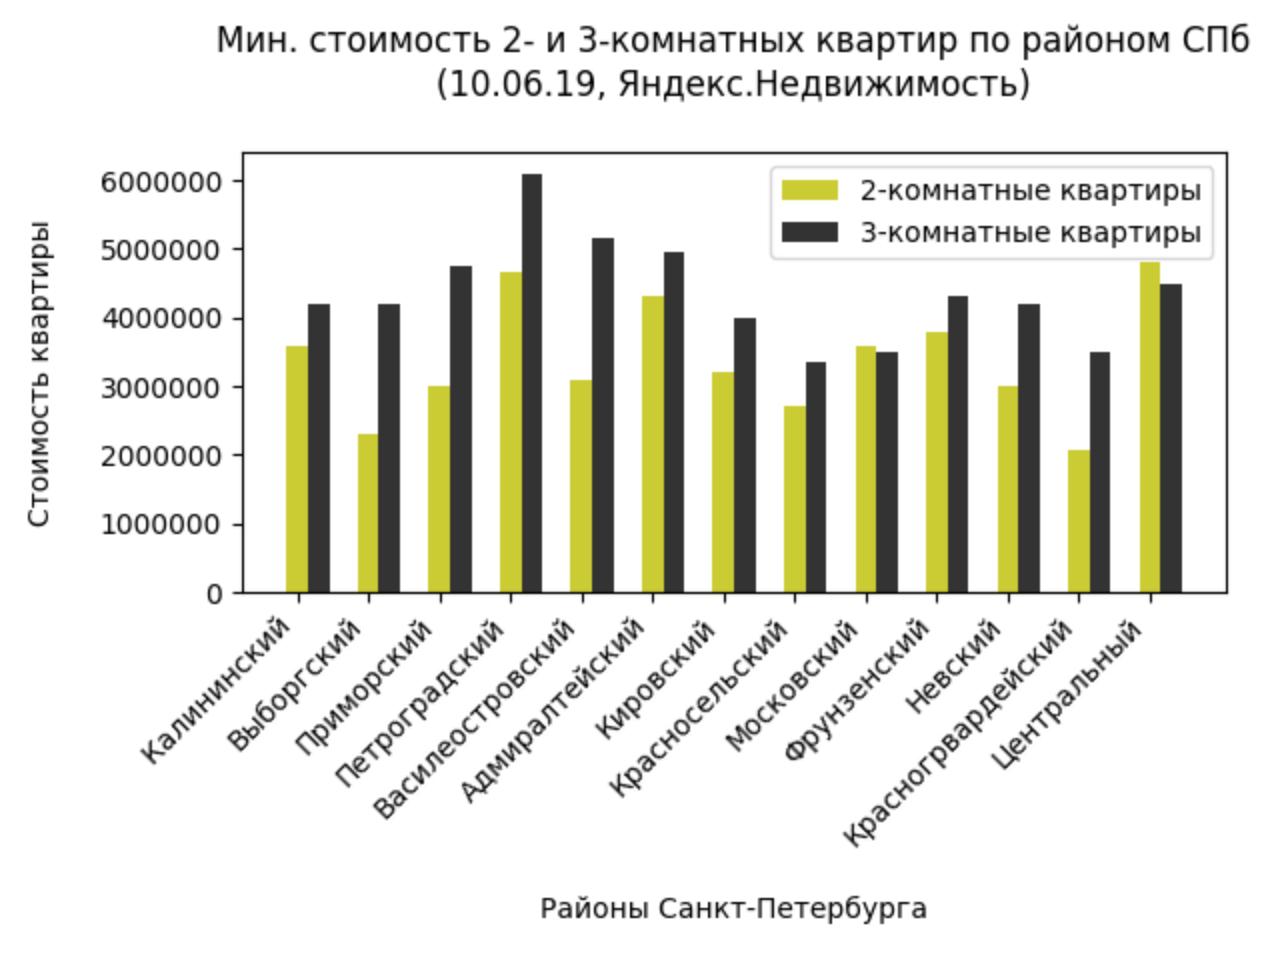 Мин. стоимость 2- и 3-комнатных квартир по районом СПб
(10.06.19, Яндекс.Недвижимость)
2-комнатные квартиры
3-комнатные квартиры
Стоимость квартиры
6000000
5000000
4000000
3000000
2000000
1000000
0
Калининский
Выборгский
Приморский
Петроградский
Василеостровский
Адмиралтейский
Кировский
Красносельский
Московский
Фрунзенский
Невский
Красногрвардейский
Центральный
Районы Санкт-Петербурга